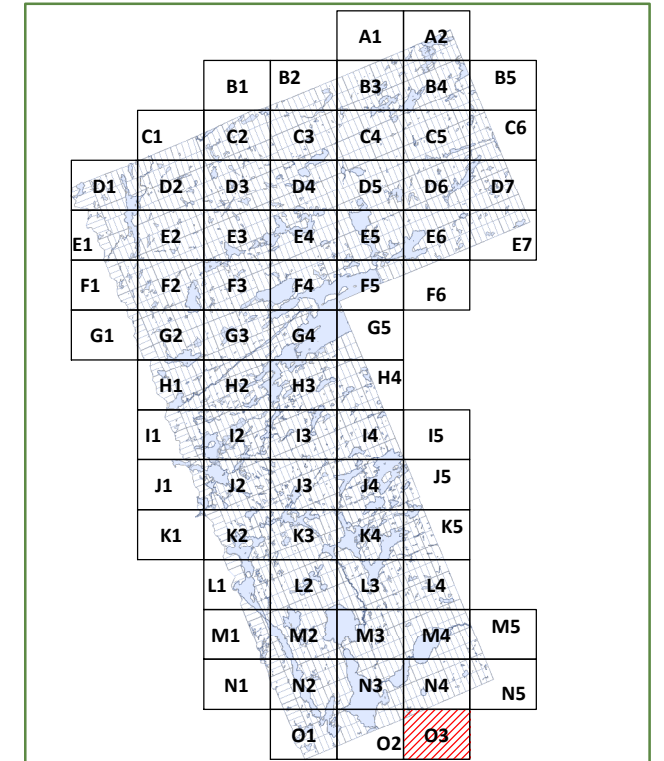 A1 A2
B1 B2 B3 B4 B5
C1 C2 C3 C4 C5 C6
D1 D2 D3 D4 D5 D6 D7
E1 E2 E3 E4 E5 E6 E7
F1 F2 F3 F4 F5 F6
G1 G2 G3 G4 G5
H1 H2 H3 H4
I1 I2 I3 I4 I5
J1 J2 J3 J4 J5
K1 K2 K3 K4 K5
L1 L2 L3 L4
M1 M2 M3 M4 M5
N1 N2 N3 N4 N5
O1 O2 O3